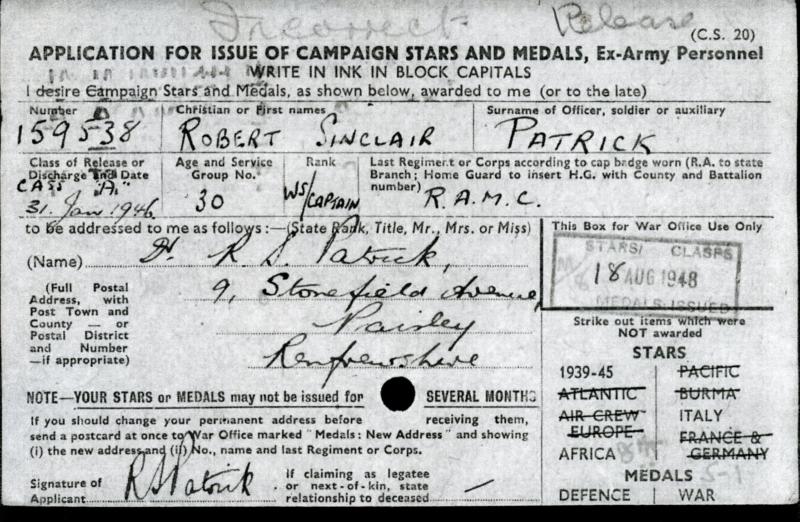 Incorrect Release
(C.S. 20)
APPLICATION FOR ISSUE OF CAMPAIGN STARS AND MEDALS, Ex-Army Personnel
WRITE IN INK IN BLOCK CAPITALS
I desire Campaign Stars and Medals, as shown below, awarded to me (or to the late)
Number Christian or First names Surname of Officer, soldier or auxiliary
159538 ROBERT SINCLAIR PATRICK
Class of Release or Discharge and Date
CASS "A"
31. Jan 1946.
Age and Service Group No.
30
Rank
WS/CAPTAIN
Last Regiment or Corps according to cap badge worn (R.A. to state Branch; Home Guard to insert H.G. with County and Battalion number)
R.A.M.C.
to be addressed to me as follows:—(State Rank, Title, Mr., Mrs. or Miss)
(Name) Dr. R S. Patrick,
(Full Postal Address, with Post Town and County — or Postal District and Number —if appropriate)
9, Stonefield Avenue,
Paisley
Renfrewshire
NOTE—YOUR STARS or MEDALS may not be issued for SEVERAL MONTHS
If you should change your permanent address before receiving them,
send a postcard at once to War Office marked "Medals: New Address" and showing
(i) the new address and (ii) No., name and last Regiment or Corps.
Signature of Applicant RS Patrick
If claiming as legatee or next-of-kin, state relationship to deceased —
This Box for War Office Use Only
STARS/ CLASPS
18 AUG 1948
MEDALS ISSUED
Strike out items which were
NOT awarded
STARS
1939-45 PACIFIC
ATLANTIC BURMA
AIR CREW ITALY
EUROPE FRANCE &
AFRICA 8th GERMANY
MEDALS
DEFENCE WAR